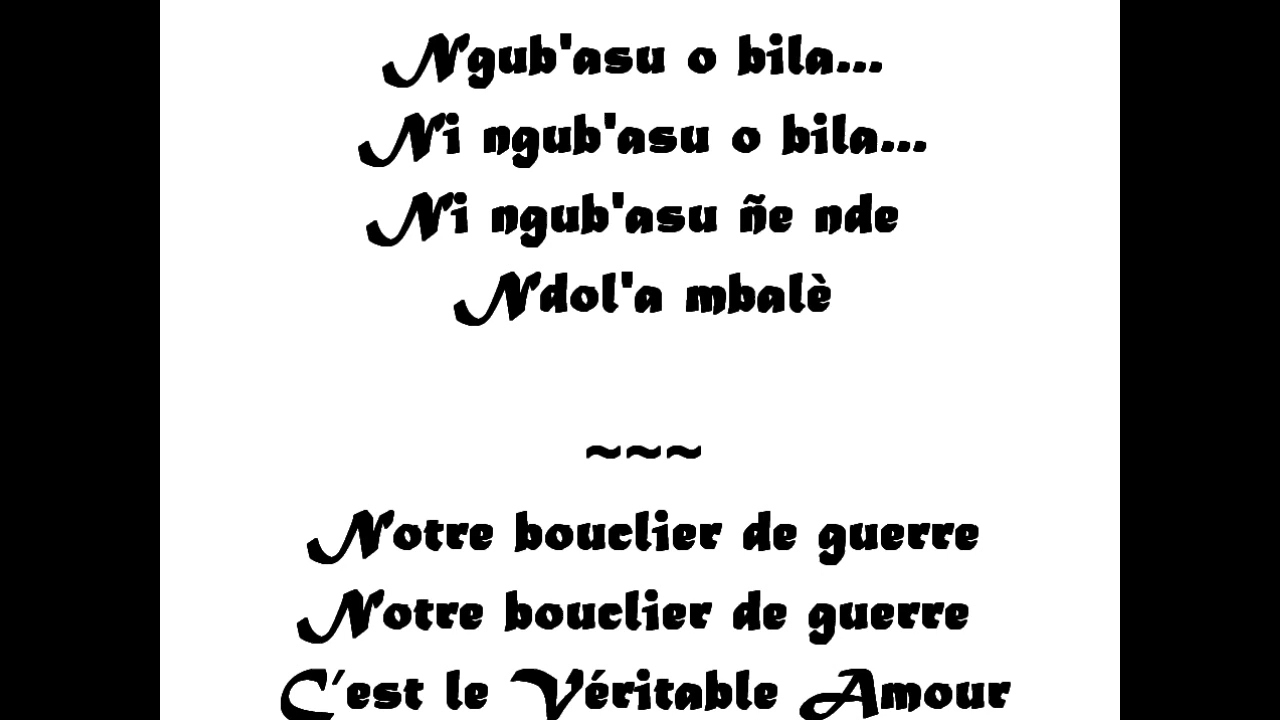 Ngub'asu o bila...
Ni ngub'asu o bila...
Ni ngub'asu ñe nde
Ndol'a mbalè
~~~
Notre bouclier de guerre
Notre bouclier de guerre
C'est le Véritable Amour